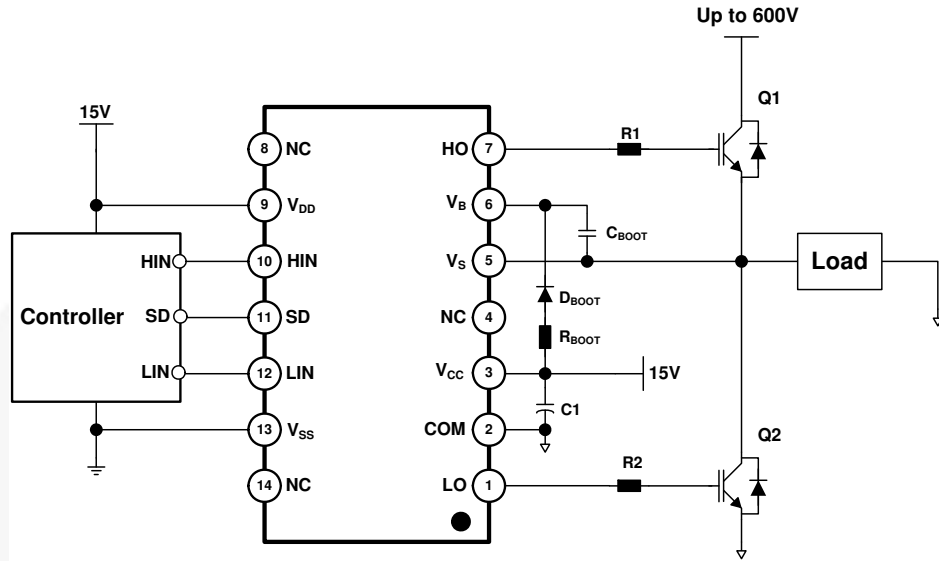 Up to 600V
Q1
15V
R1
8 NC HO 7
9 VDD VB 6
CBOOT
HIN 10 HIN VS 5
Load
DBOOT
Controller SD 11 SD NC 4
RBOOT
LIN 12 LIN VCC 3
15V
C1
13 VSS COM 2
Q2
R2
14 NC LO 1